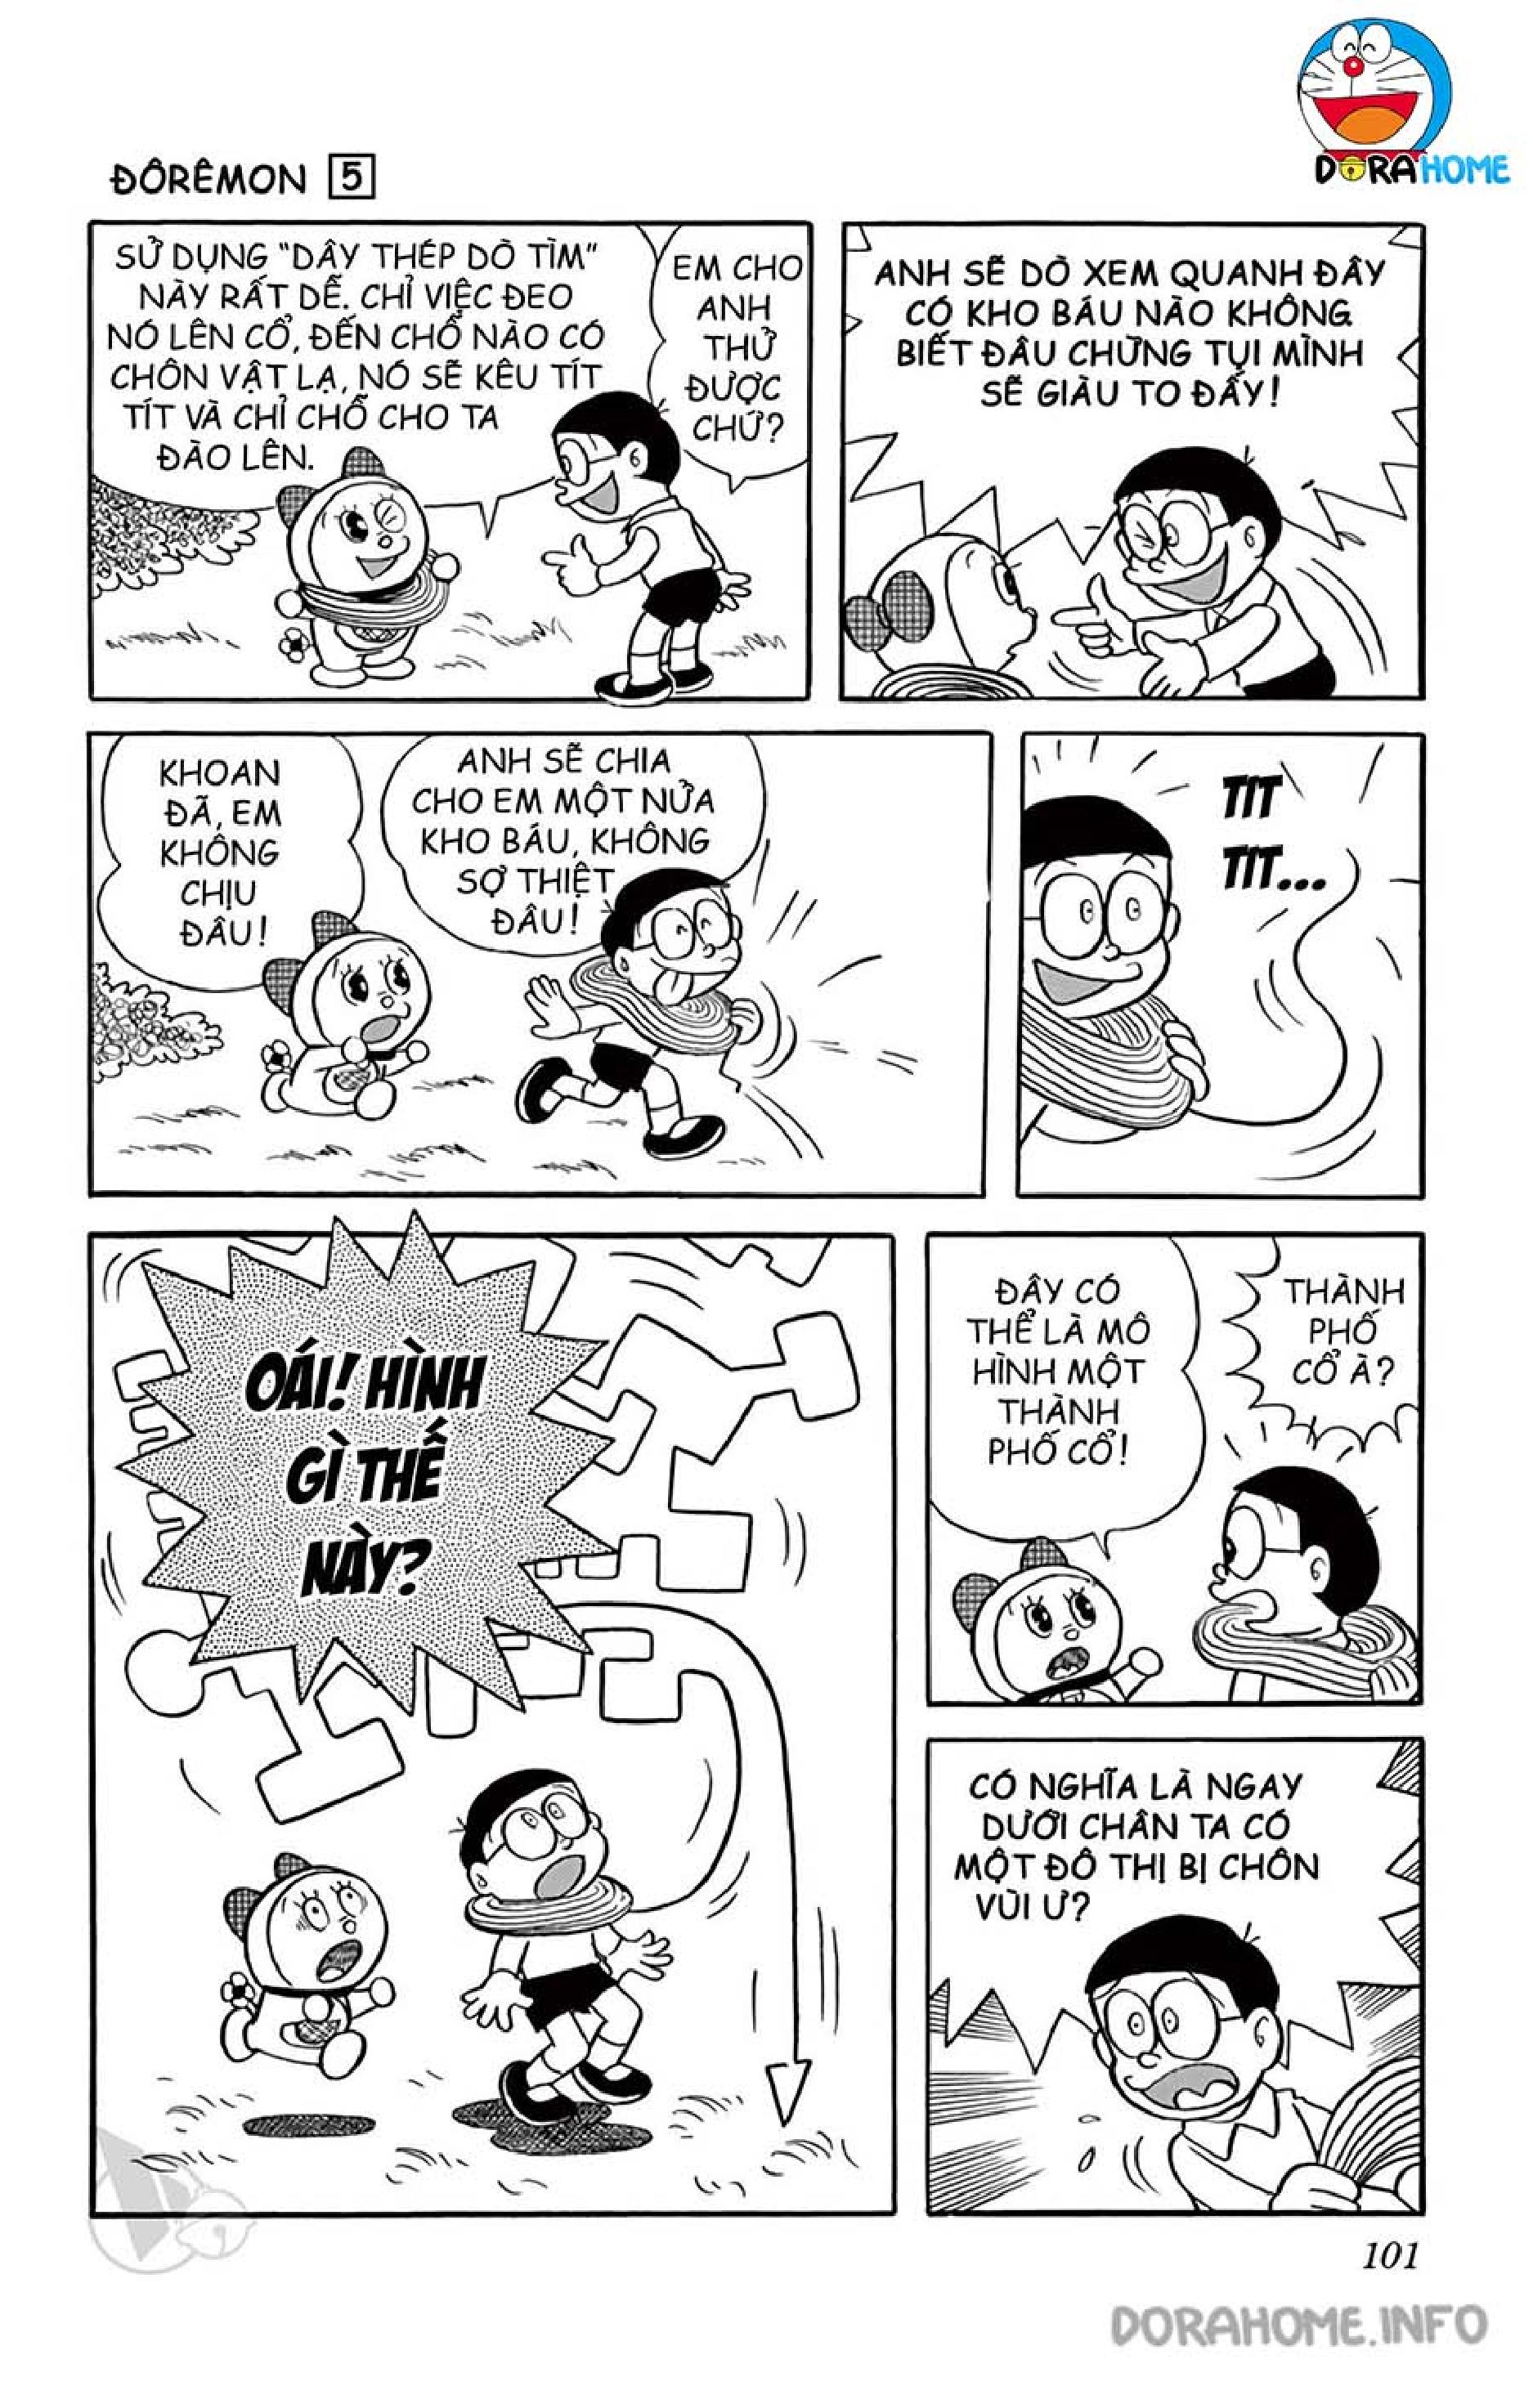 DORAHOME
ĐÔRÊMON 5
SỬ DỤNG "DÂY THÉP DÒ TÌM"
NÀY RẤT DỄ. CHỈ VIỆC ĐEO
NÓ LÊN CỔ, ĐẾN CHỖ NÀO CÓ
CHÔN VẬT LẠ, NÓ SẼ KÊU TÍT
TÍT VÀ CHỈ CHỖ CHO TA
ĐÀO LÊN.
EM CHO
ANH
THỬ
ĐƯỢC
CHỨ?
ANH SẼ DÒ XEM QUANH ĐÂY
CÓ KHO BÁU NÀO KHÔNG.
BIẾT ĐÂU CHỪNG TỤI MÌNH
SẼ GIÀU TO ĐẤY!
KHOAN
ĐÃ, EM
KHÔNG
CHỊU
ĐÂU!
ANH SẼ CHIA
CHO EM MỘT NỬA
KHO BÁU, KHÔNG
SỢ THIỆT
ĐÂU!
TIT
TIT...
OÁI! HÌNH
GÌ THẾ
NÀY?
ĐÂY CÓ
THỂ LÀ MÔ
HÌNH MỘT
THÀNH
PHỐ CỔ!
THÀNH
PHỐ
CỔ À?
CÓ NGHĨA LÀ NGAY
DƯỚI CHÂN TA CÓ
MỘT ĐÔ THỊ BỊ CHÔN
VÙI Ư?
101
DORAHOME.INFO